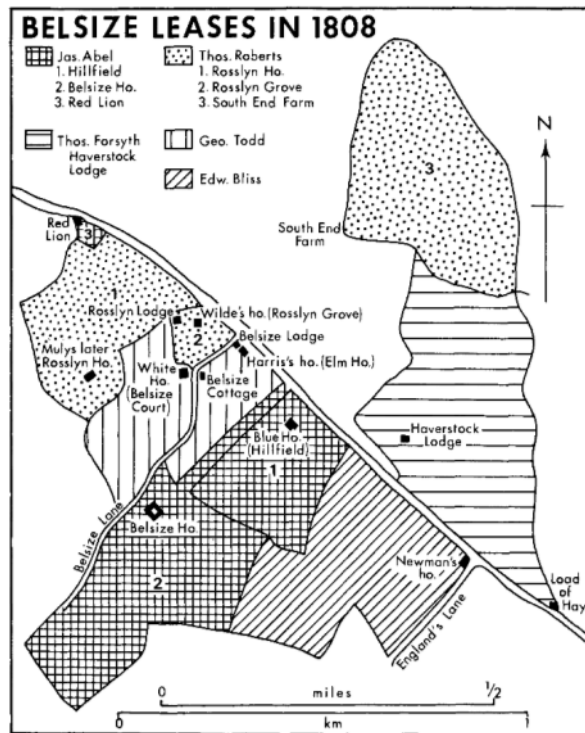 BELSIZE LEASES IN 1808
Jas. Abel
1. Hillfield
2. Belsize Ho.
3. Red Lion
Thos. Roberts
1. Rosslyn Ho.
2. Rosslyn Grove
3. South End Farm
Thos. Forsyth
Haverstock
Lodge
Geo. Todd
Edw. Bliss
N
3
South End
Farm
Red
Lion
3
1
Rosslyn Lodge
Wilde's ho. (Rosslyn Grove)
2
Belsize Lodge
Harris's ho. (Elm Ho.)
Mulys later
Rosslyn Ho.
White
Ho.
(Belsize
Court)
Belsize
Cottage
Blue Ho.
(Hillfield)
1
Haverstock
Lodge
Belsize Lane
Belsize Ho.
2
Newman's
ho.
England's Lane
Load
of
Hay
0 miles 1/2
0 km 1